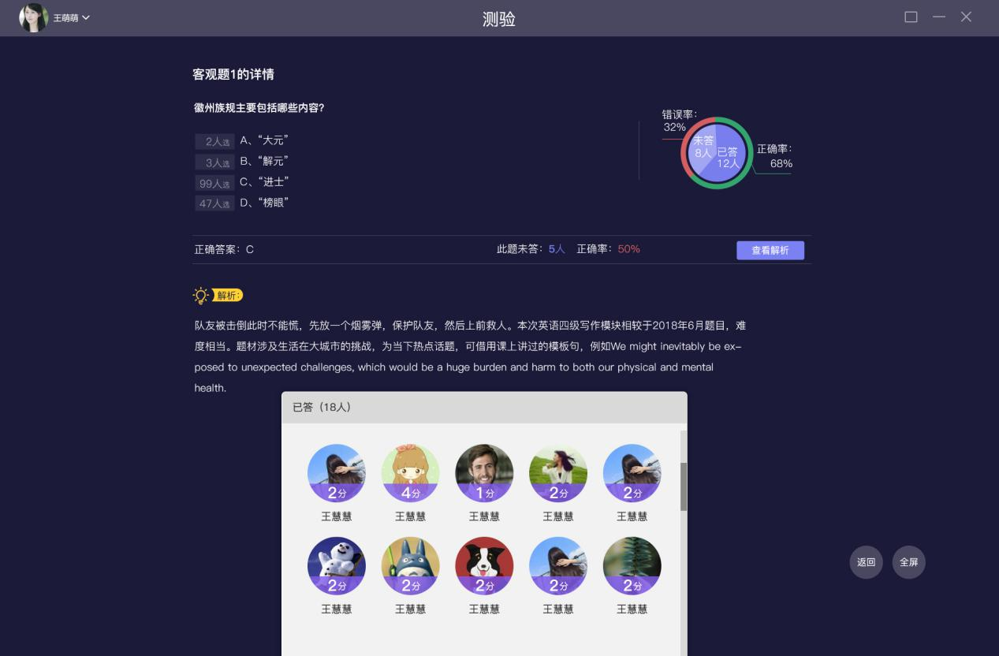 王萌萌
测验
客观题1的详情
徽州族规主要包括哪些内容?
2人选 A、“大元”
3人选 B、“解元”
99人选 C、“进士”
47人选 D、“榜眼”
错误率：
32%
未答
8人
已答
12人
正确率：
68%
正确答案：C
此题未答：5人 正确率：50%
查看解析
解析：
队友被击倒此时不能慌，先放一个烟雾弹，保护队友，然后上前救人。本次英语四级写作模块相较于2018年6月题目，难
度相当。题材涉及生活在大城市的挑战，为当下热点话题，可借用课上讲过的模板句，例如We might inevitably be ex-
posed to unexpected challenges, which would be a huge burden and harm to both our physical and mental
health.
已答（18人）
2分 4分 1分 2分 2分
王慧慧 王慧慧 王慧慧 王慧慧 王慧慧
2分 2分 2分 2分 2分
王慧慧 王慧慧 王慧慧 王慧慧 王慧慧
返回 全屏